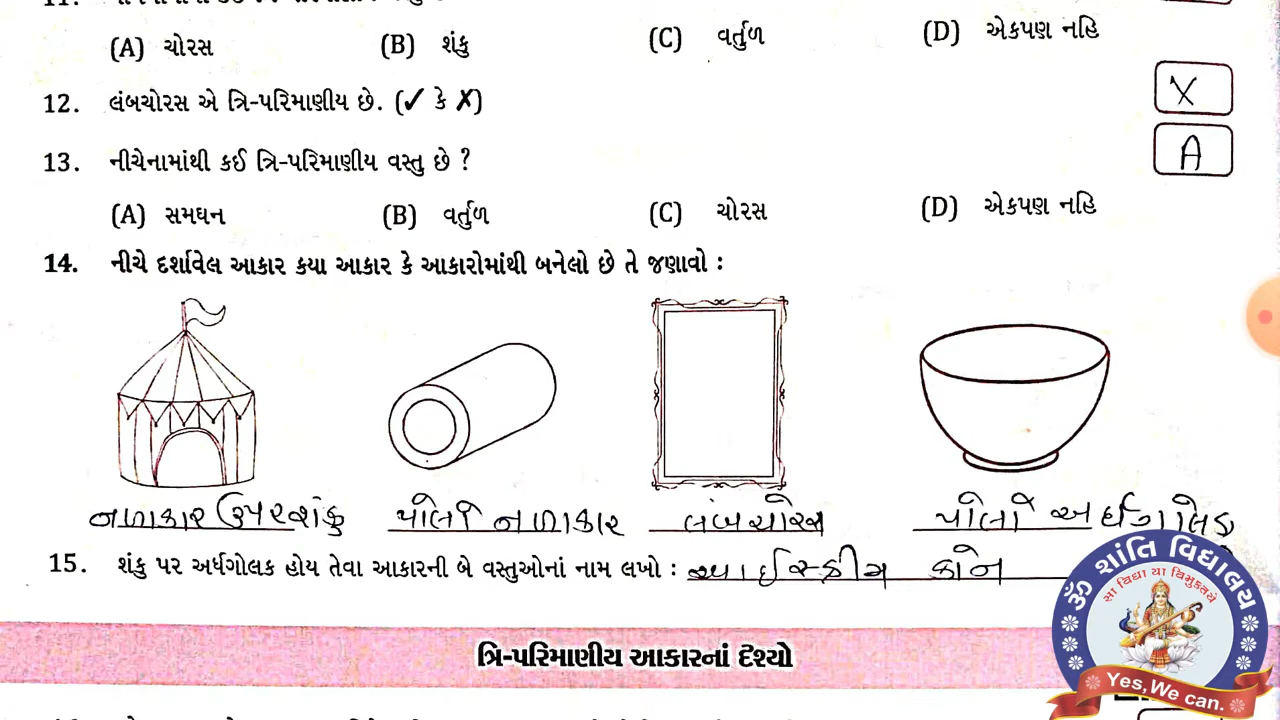 (A) ચોરસ (B) શંકુ (C) વર્તુળ (D) એકપણ નહિ
12. લંબચોરસ એ ત્રિ-પરિમાણીય છે. (✓ કે ✗) X
13. નીચેનામાંથી કઈ ત્રિ-પરિમાણીય વસ્તુ છે ? A
(A) સમઘન (B) વર્તુળ (C) ચોરસ (D) એકપણ નહિ
14. નીચે દર્શાવેલ આકાર કયા આકાર કે આકારોમાંથી બનેલો છે તે જણાવો :
નળાકાર ઉપર શંકુ પોલો નળાકાર લંબચોરસ પોલો અર્ધગોલક
15. શંકુ પર અર્ધગોલક હોય તેવા આકારની બે વસ્તુઓનાં નામ લખો : આઈસ્ક્રીમ કોન
ત્રિ-પરિમાણીય આકારનાં દૃશ્યો
ૐ શાંતિ વિદ્યાલય
સા વિદ્યા યા વિમુક્તયે
Yes, We can.